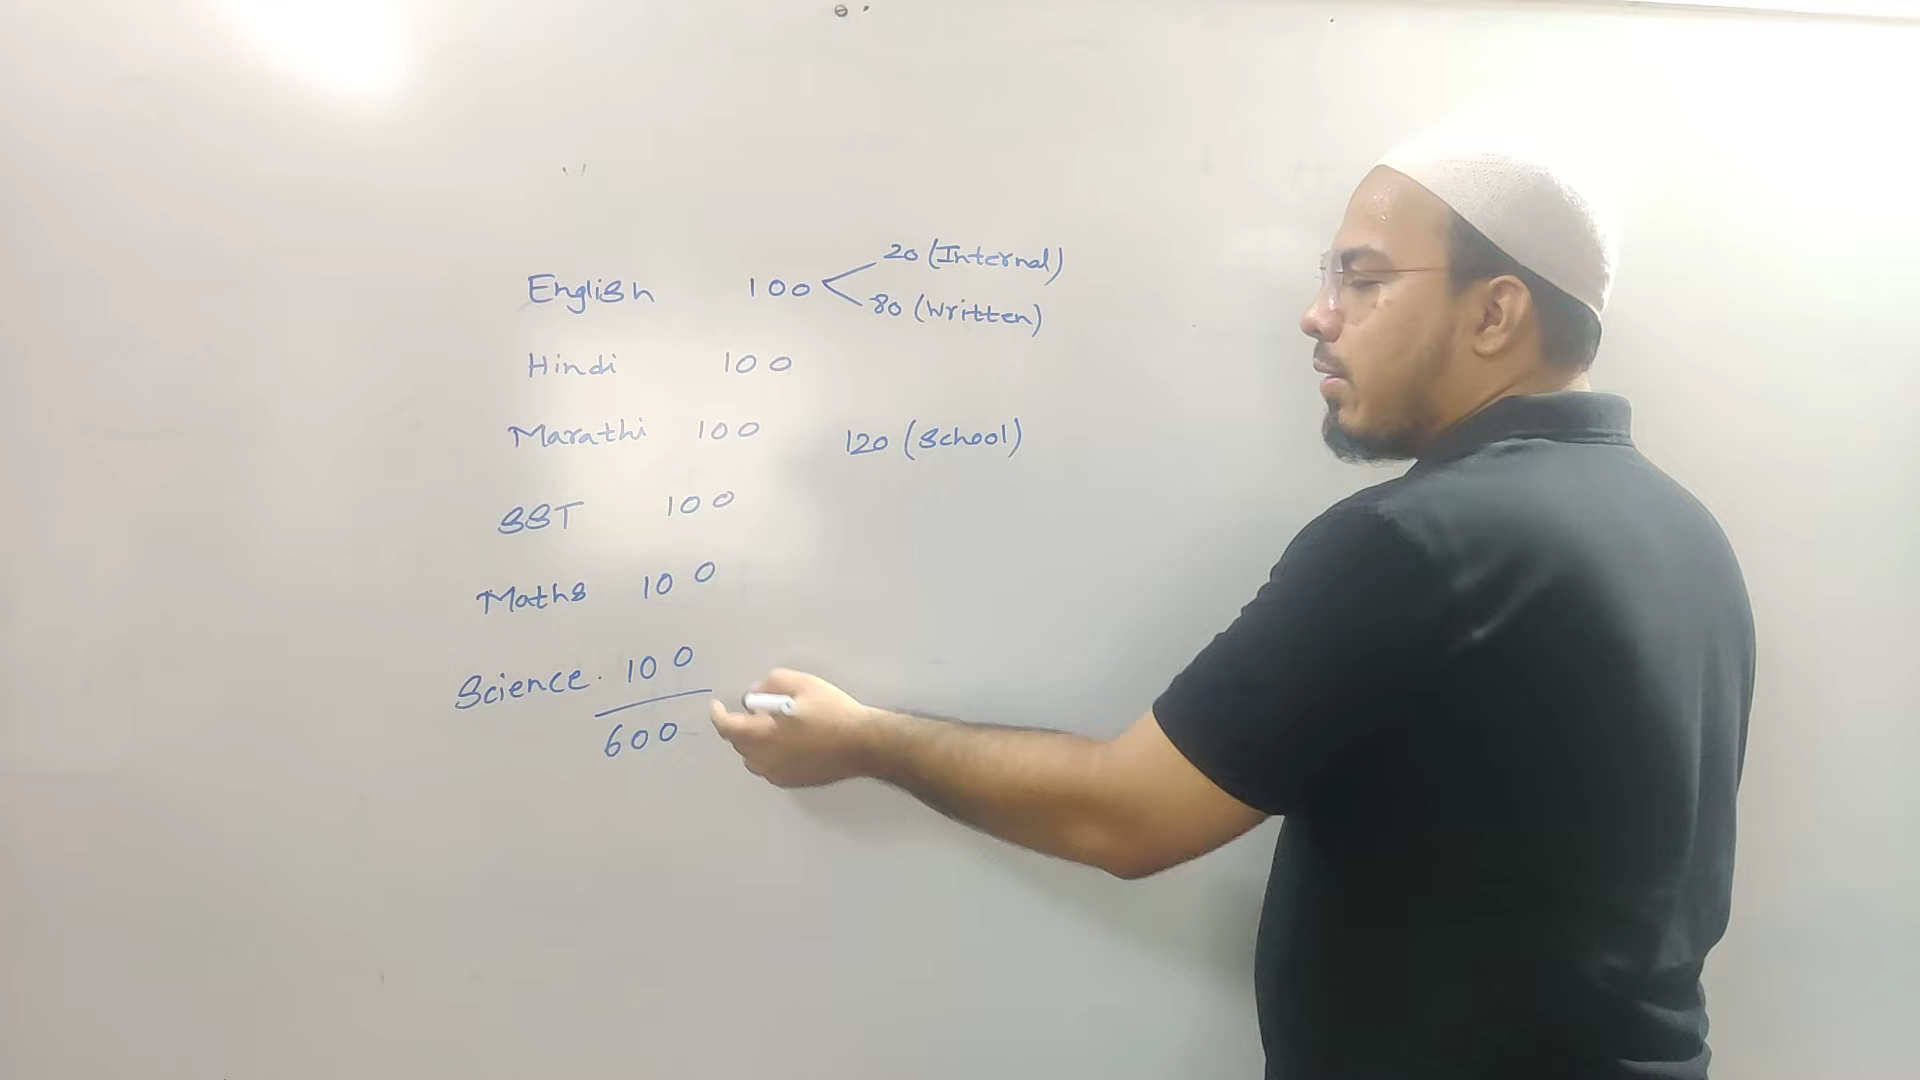 20 (Internal)
English 100
80 (Written)
Hindi 100
Marathi 100 120 (School)
SST 100
Maths 100
Science. 100
600